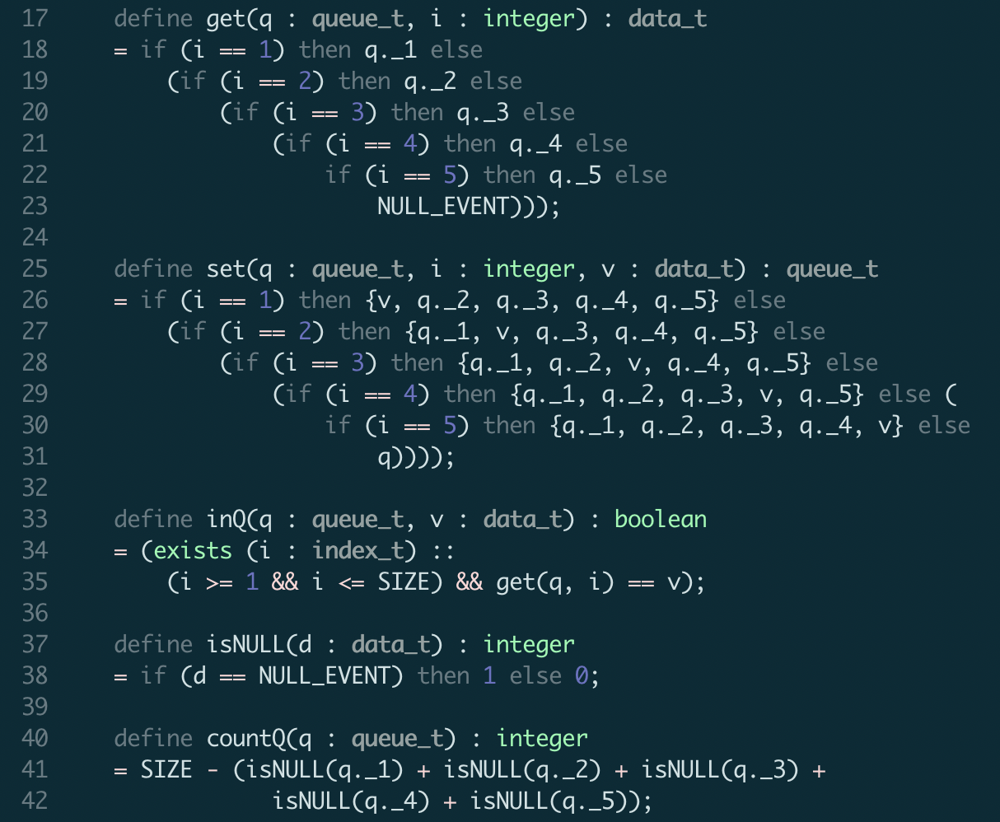 17 define get(q : queue_t, i : integer) : data_t
18 = if (i == 1) then q._1 else
19 (if (i == 2) then q._2 else
20 (if (i == 3) then q._3 else
21 (if (i == 4) then q._4 else
22 if (i == 5) then q._5 else
23 NULL_EVENT)));
24
25 define set(q : queue_t, i : integer, v : data_t) : queue_t
26 = if (i == 1) then {v, q._2, q._3, q._4, q._5} else
27 (if (i == 2) then {q._1, v, q._3, q._4, q._5} else
28 (if (i == 3) then {q._1, q._2, v, q._4, q._5} else
29 (if (i == 4) then {q._1, q._2, q._3, v, q._5} else (
30 if (i == 5) then {q._1, q._2, q._3, q._4, v} else
31 q))));
32
33 define inQ(q : queue_t, v : data_t) : boolean
34 = (exists (i : index_t) ::
35 (i >= 1 && i <= SIZE) && get(q, i) == v);
36
37 define isNULL(d : data_t) : integer
38 = if (d == NULL_EVENT) then 1 else 0;
39
40 define countQ(q : queue_t) : integer
41 = SIZE - (isNULL(q._1) + isNULL(q._2) + isNULL(q._3) +
42 isNULL(q._4) + isNULL(q._5));